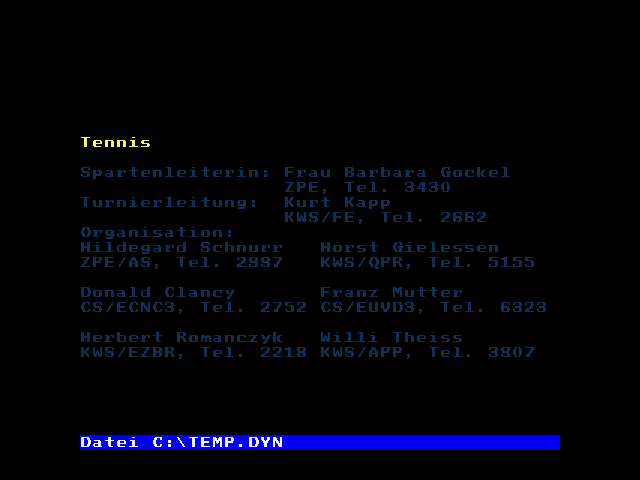 Tennis
Spartenleiterin: Frau Barbara Gockel
ZPE, Tel. 3430
Turnierleitung: Kurt Kapp
KWS/FE, Tel. 2662
Organisation:
Hildegard Schnurr Horst Gielessen
ZPE/AS, Tel. 2987 KWS/QPR, Tel. 5155
Donald Clancy Franz Mutter
CS/ECNC3, Tel. 2752 CS/EUVD3, Tel. 6323
Herbert Romanczyk Willi Theiss
KWS/EZBR, Tel. 2218 KWS/APP, Tel. 3907
Datei C:\TEMP.DYN